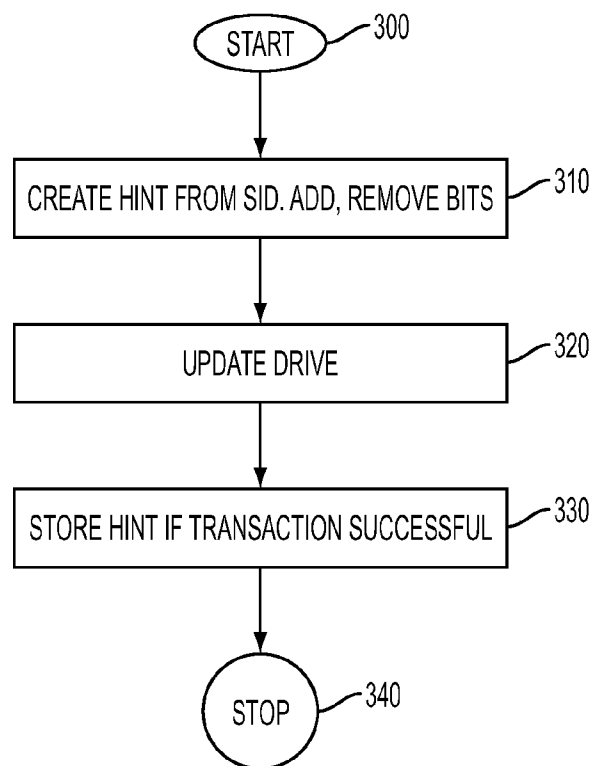 START
300
CREATE HINT FROM SID. ADD, REMOVE BITS
310
UPDATE DRIVE
320
STORE HINT IF TRANSACTION SUCCESSFUL
330
STOP
340